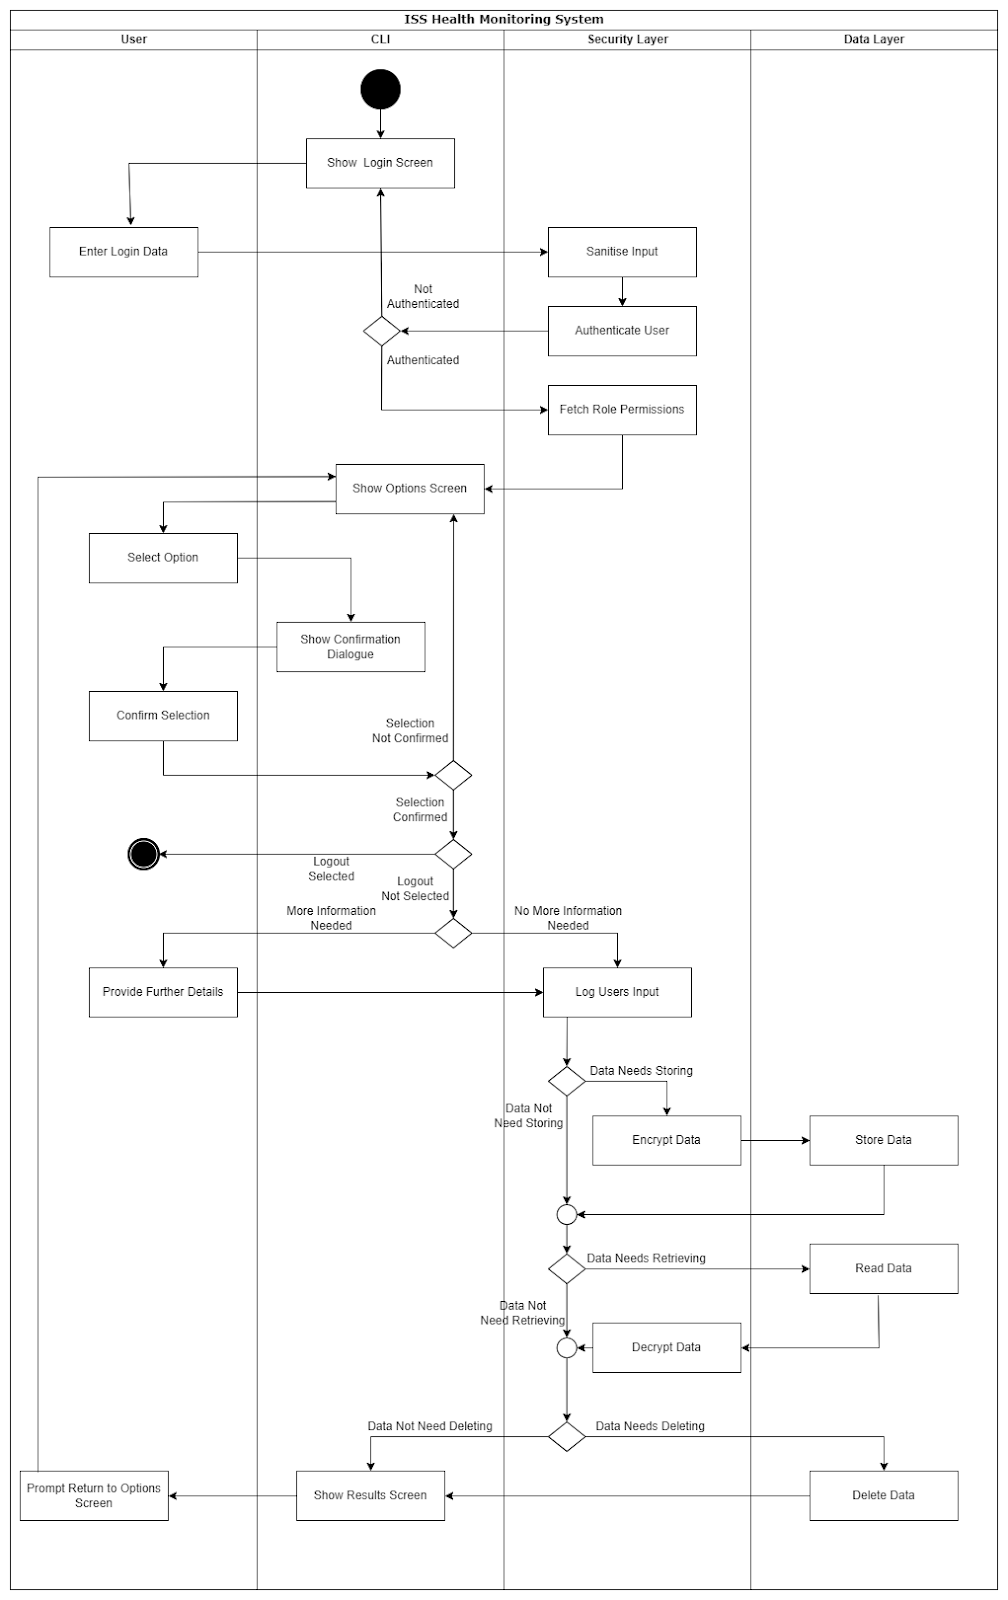 ISS Health Monitoring System
User
CLI
Security Layer
Data Layer
Show Login Screen
Enter Login Data
Sanitise Input
Not
Authenticated
Authenticate User
Authenticated
Fetch Role Permissions
Show Options Screen
Select Option
Show Confirmation
Dialogue
Confirm Selection
Selection
Not Confirmed
Selection
Confirmed
Logout
Selected
Logout
Not Selected
More Information
Needed
No More Information
Needed
Provide Further Details
Log Users Input
Data Needs Storing
Data Not
Need Storing
Encrypt Data
Store Data
Data Needs Retrieving
Read Data
Data Not
Need Retrieving
Decrypt Data
Data Not Need Deleting
Data Needs Deleting
Prompt Return to Options
Screen
Show Results Screen
Delete Data